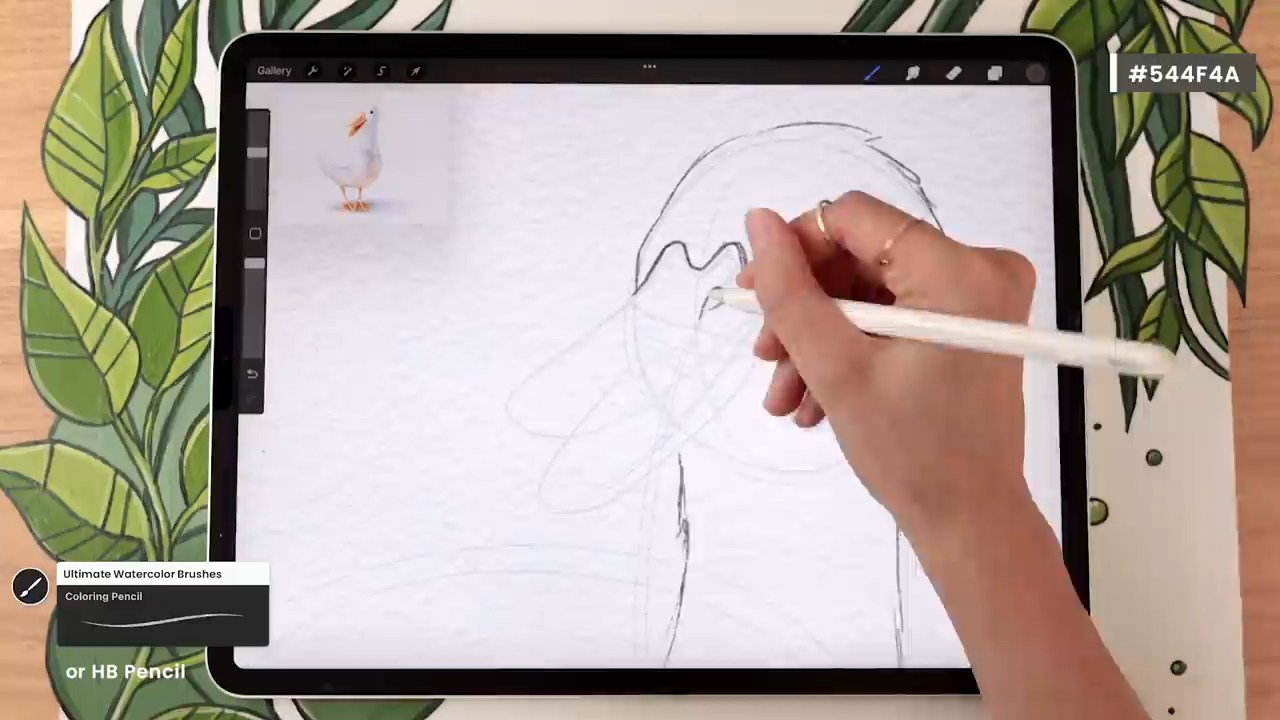 Gallery
#544F4A
Ultimate Watercolor Brushes
Coloring Pencil
or HB Pencil